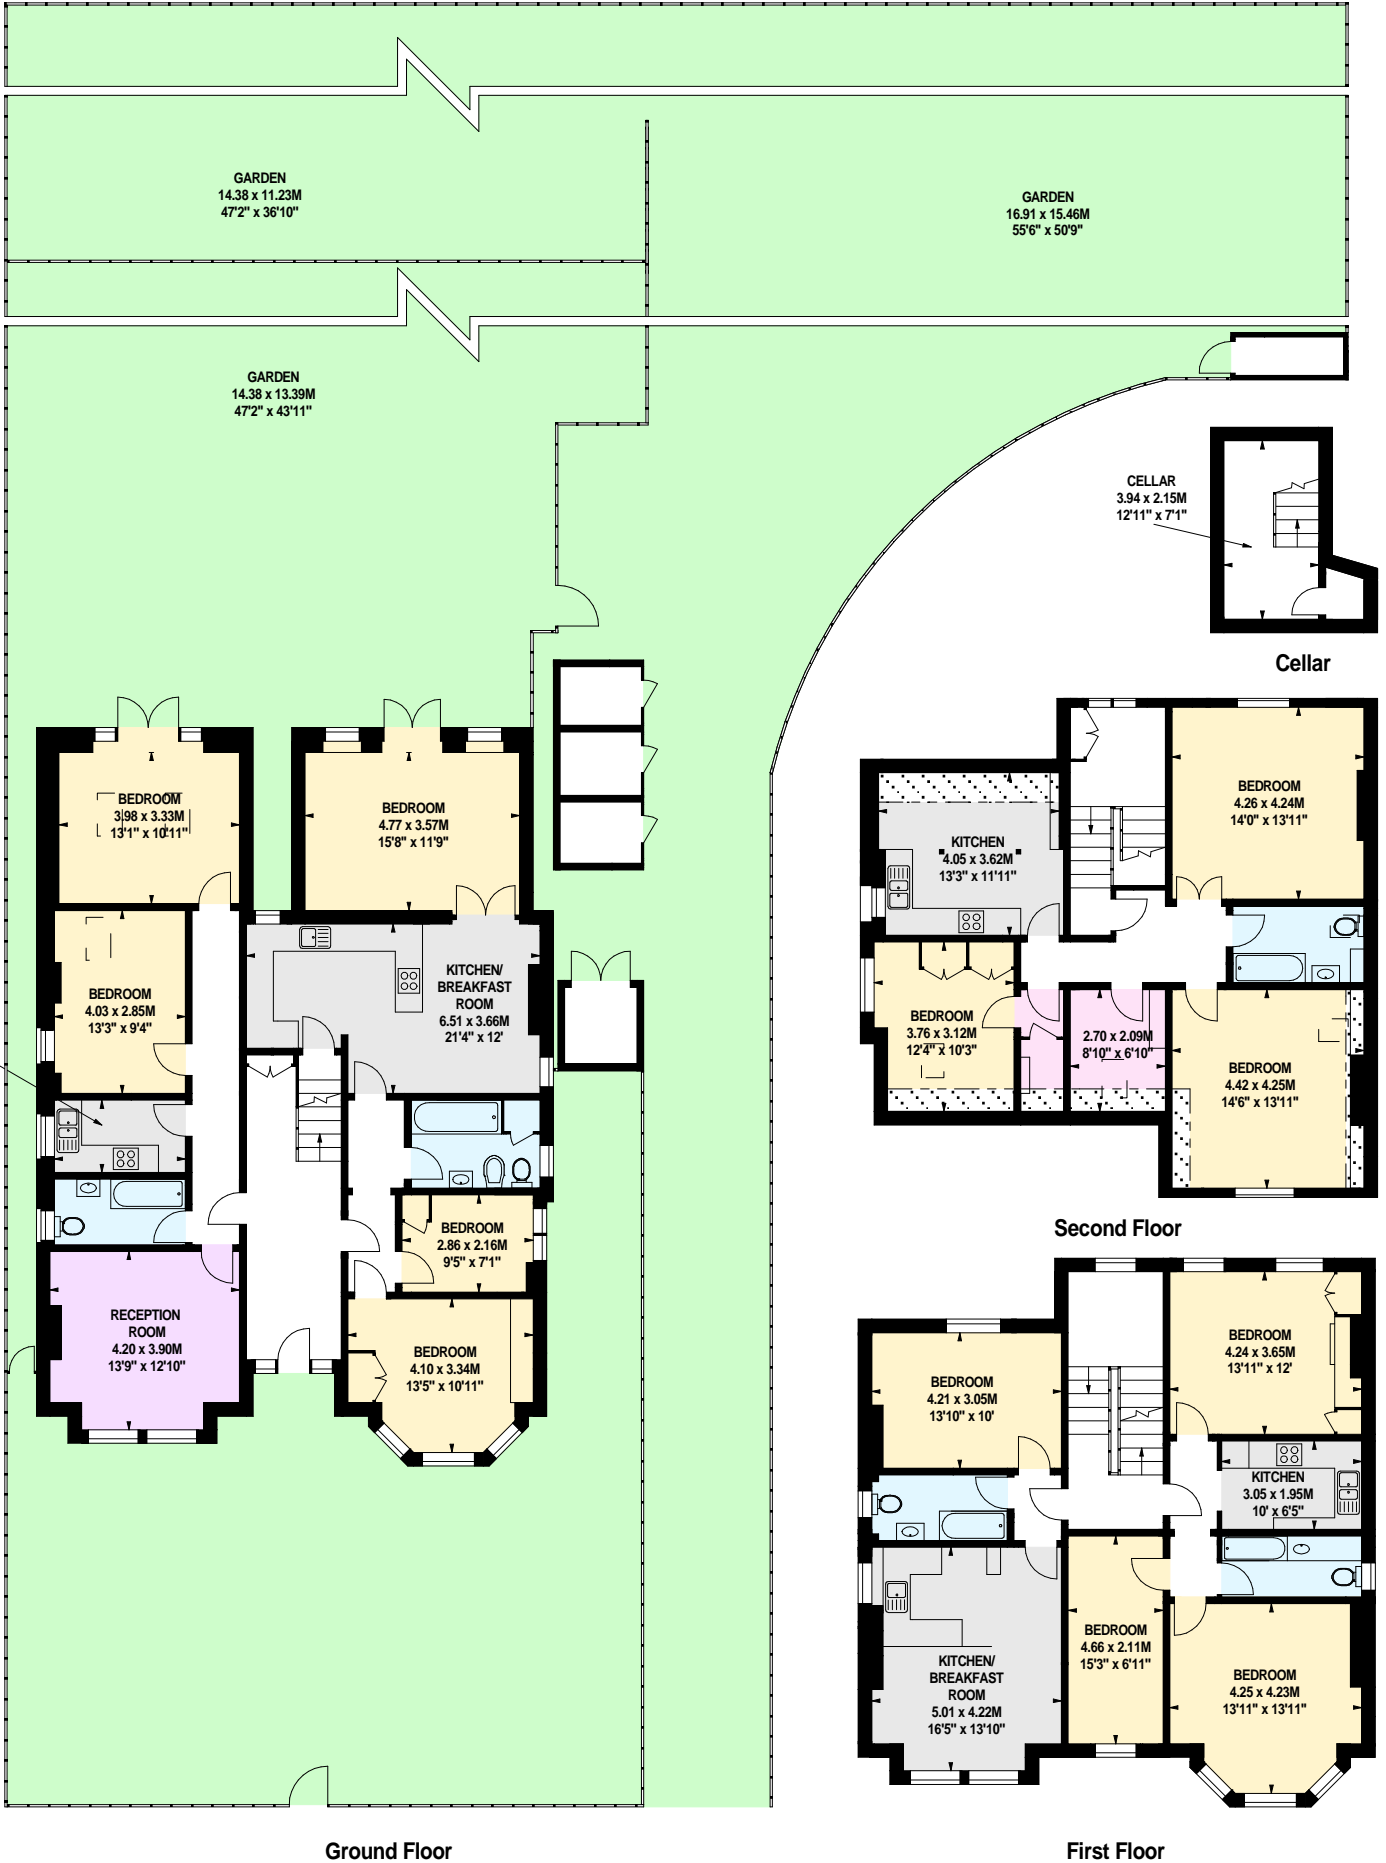 GARDEN
14.38 x 11.23M
47'2" x 36'10"
GARDEN
16.91 x 15.46M
55'6" x 50'9"
GARDEN
14.38 x 13.39M
47'2" x 43'11"
CELLAR
3.94 x 2.15M
12'11" x 7'1"
Cellar
BEDROOM
3.98 x 3.33M
13'1" x 10'11"
BEDROOM
4.77 x 3.57M
15'8" x 11'9"
BEDROOM
4.03 x 2.85M
13'3" x 9'4"
KITCHEN/
BREAKFAST
ROOM
6.51 x 3.66M
21'4" x 12'
BEDROOM
2.86 x 2.16M
9'5" x 7'1"
RECEPTION
ROOM
4.20 x 3.90M
13'9" x 12'10"
BEDROOM
4.10 x 3.34M
13'5" x 10'11"
Ground Floor
BEDROOM
4.26 x 4.24M
14'0" x 13'11"
KITCHEN
4.05 x 3.62M
13'3" x 11'11"
BEDROOM
3.76 x 3.12M
12'4" x 10'3"
2.70 x 2.09M
8'10" x 6'10"
BEDROOM
4.42 x 4.25M
14'6" x 13'11"
Second Floor
BEDROOM
4.24 x 3.65M
13'11" x 12'
BEDROOM
4.21 x 3.05M
13'10" x 10'
KITCHEN
3.05 x 1.95M
10' x 6'5"
BEDROOM
4.66 x 2.11M
15'3" x 6'11"
KITCHEN/
BREAKFAST
ROOM
5.01 x 4.22M
16'5" x 13'10"
BEDROOM
4.25 x 4.23M
13'11" x 13'11"
First Floor